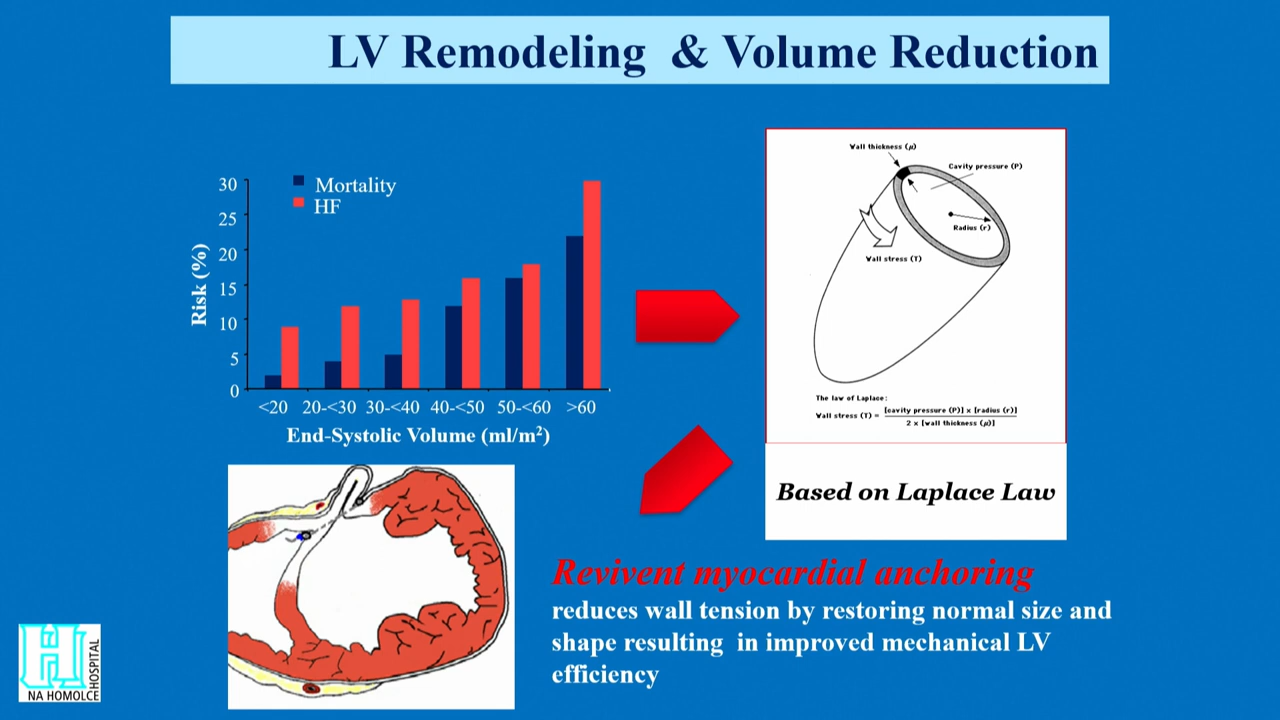 LV Remodeling & Volume Reduction
30
25
20
15
10
5
0
Risk (%)
Mortality
HF
<20 20-<30 30-<40 40-<50 50-<60 >60
End-Systolic Volume (ml/m²)
Wall thickness (µ)
Cavity pressure (P)
Radius (r)
Wall stress (T)
The law of Laplace:
Wall stress (T) = [cavity pressure (P)] x [radius (r)]
2 x [wall thickness (µ)]
Based on Laplace Law
Revivent myocardial anchoring
reduces wall tension by restoring normal size and
shape resulting in improved mechanical LV
efficiency
H
NA HOMOLCE
HOSPITAL